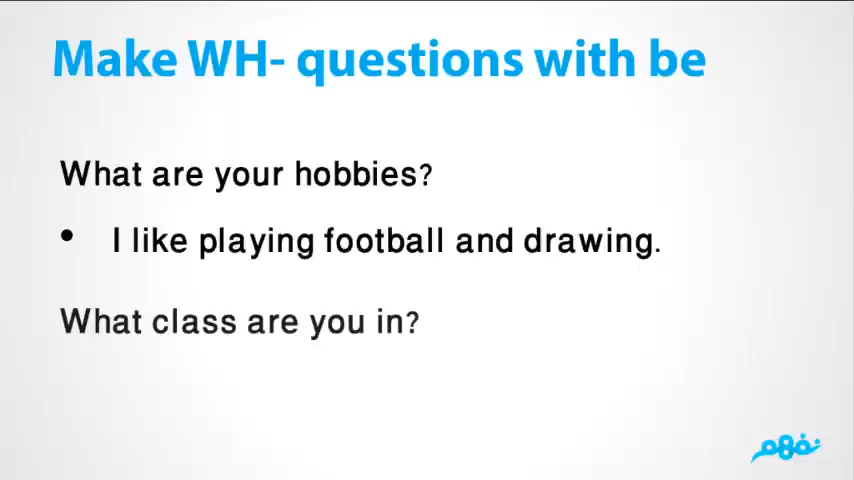 Make WH- questions with be
What are your hobbies?
• I like playing football and drawing.
What class are you in?
نفهم